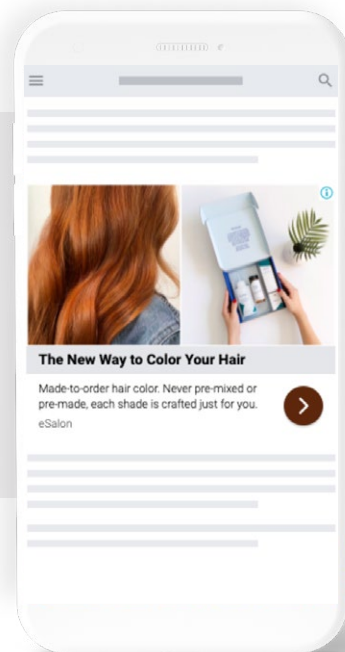 The New Way to Color Your Hair
Made-to-order hair color. Never pre-mixed or
pre-made, each shade is crafted just for you.
eSalon